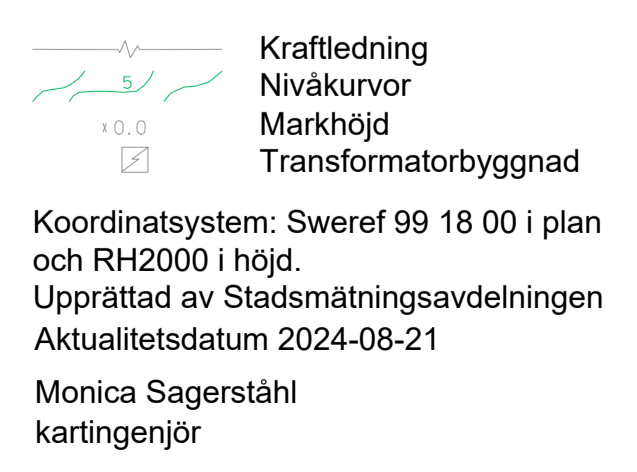 Kraftledning
5 Nivåkurvor
x 0.0 Markhöjd
Transformatorbyggnad
Koordinatsystem: Sweref 99 18 00 i plan
och RH2000 i höjd.
Upprättad av Stadsmätningsavdelningen
Aktualitetsdatum 2024-08-21
Monica Sagerståhl
kartingenjör